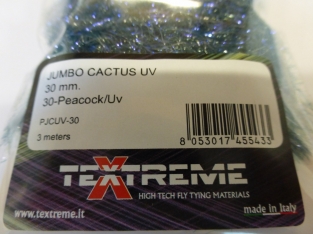 JUMBO CACTUS UV
30 mm.
30-Peacock/Uv
PJCUV-30
3 meters
8 053017 455433
TEXTREME
HIGH TECH FLY TYING MATERIALS
www.textreme.it
made in Italy